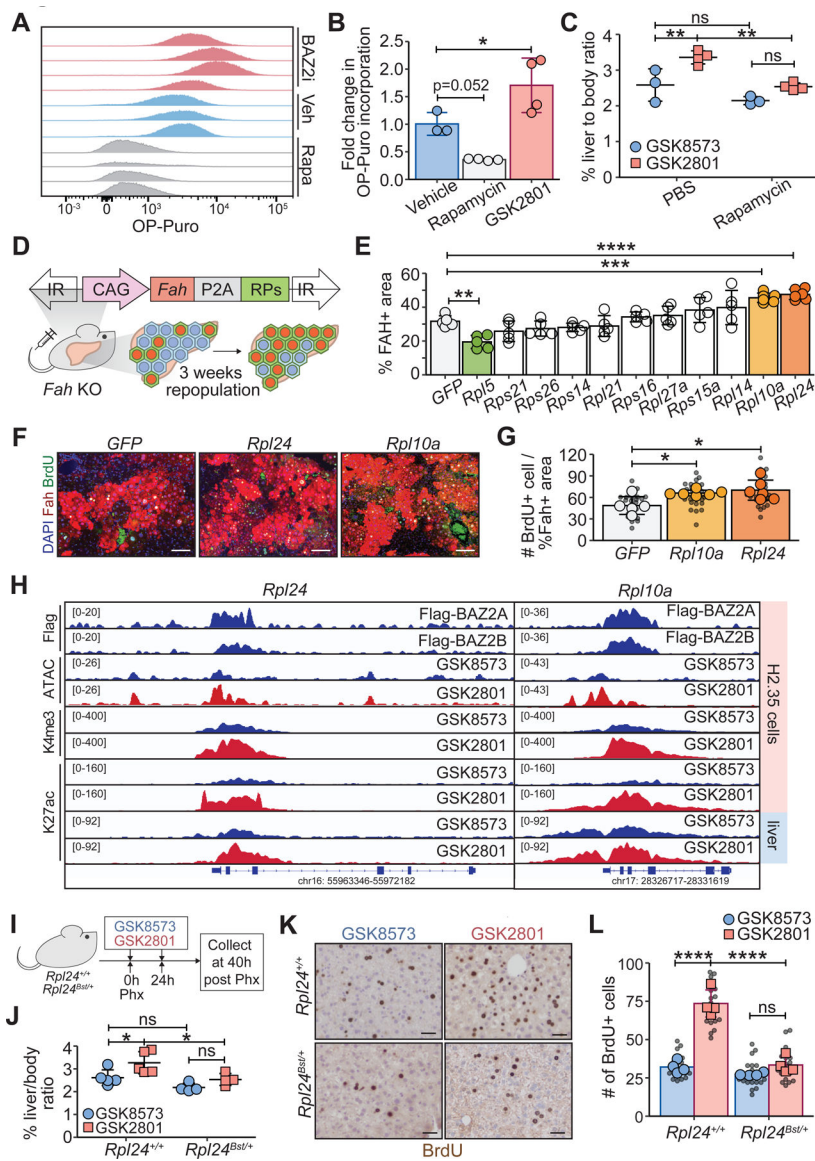 A
BAZ2i
Veh
Rapa
10-3
0
10³
10⁴
10⁵
OP-Puro
B
Fold change in
OP-Puro incorporation
2.5
2.0
1.5
1.0
0.5
0.0
*
p=0.052
Vehicle
Rapamycin
GSK2801
C
% liver to body ratio
5
4
3
2
1
0
ns
** **
ns
GSK8573
GSK2801
PBS
Rapamycin
D
IR CAG Fah P2A RPs IR
Fah KO
3 weeks
repopulation
E
% FAH+ area
60
40
20
0
****
***
**
GFP
Rpl5
Rps21
Rps26
Rps14
Rpl21
Rps16
Rpl27a
Rps15a
Rpl14
Rpl10a
Rpl24
F
GFP Rpl24 Rpl10a
DAPI Fah BrdU
G
# BrdU+ cell /
%Fah+ area
120
90
60
30
0
*
*
GFP Rpl10a Rpl24
H
Rpl24 Rpl10a
Flag
[0-20] Flag-BAZ2A [0-36] Flag-BAZ2A
[0-20] Flag-BAZ2B [0-36] Flag-BAZ2B
ATAC
[0-26] GSK8573 [0-43] GSK8573
[0-26] GSK2801 [0-43] GSK2801
K4me3
[0-400] GSK8573 [0-400] GSK8573
[0-400] GSK2801 [0-400] GSK2801
K27ac
[0-160] GSK8573 [0-160] GSK8573
[0-160] GSK2801 [0-160] GSK2801
[0-92] GSK8573 [0-92] GSK8573
[0-92] GSK2801 [0-92] GSK2801
H2.35 cells
liver
chr16: 55963346-55972182 chr17: 28326717-28331619
I
Rpl24+/+
Rpl24Bst/+
GSK8573
GSK2801
0h 24h
Phx
Collect
at 40h
post Phx
J
% liver/body
ratio
4
3
2
1
0
ns
* *
ns
GSK8573
GSK2801
Rpl24+/+ Rpl24Bst/+
K
GSK8573 GSK2801
Rpl24+/+
Rpl24Bst/+
BrdU
L
GSK8573
GSK2801
# of BrdU+ cells
100
75
50
25
0
**** ****
ns
Rpl24+/+ Rpl24Bst/+